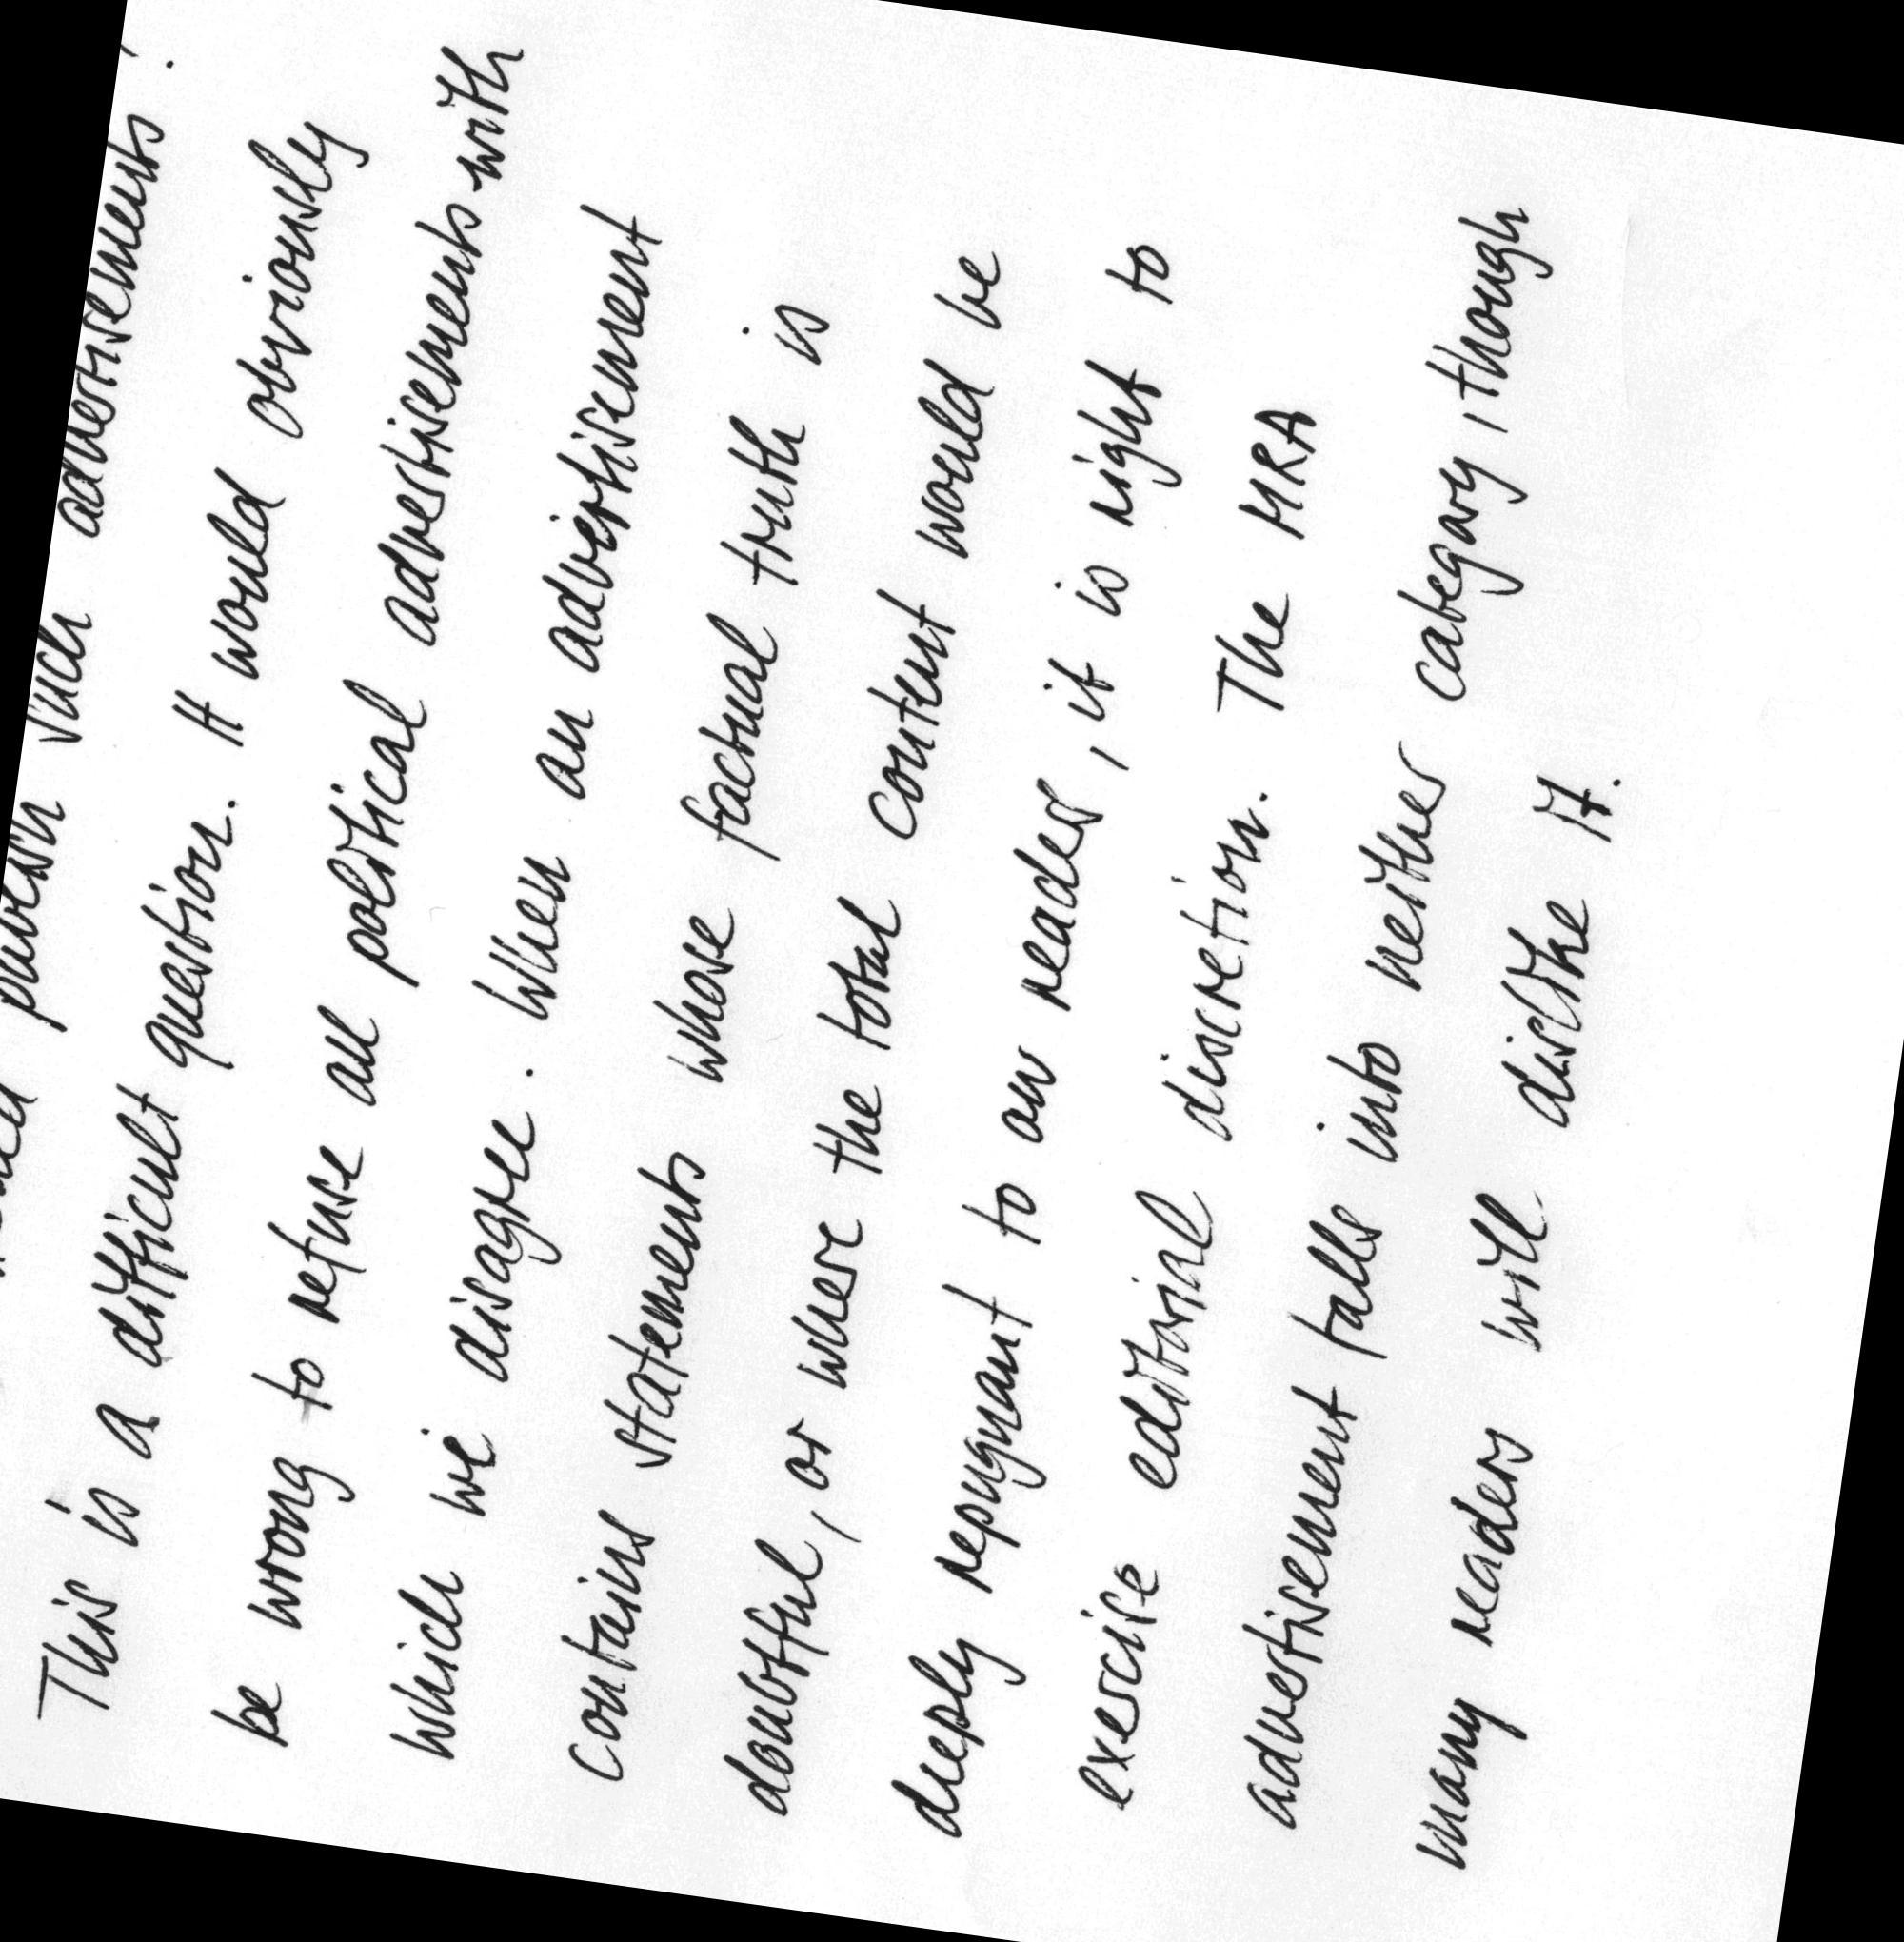 publish such advertisements?
This is a difficult question. It would obviously
be wrong to refuse all political advertisements with
which we disagree. When an advertisement
contains statements whose factual truth is
doubtful, or where the total content would be
deeply repugnant to our reader, it is right to
exercise editorial discretion. The MRA
advertisement falls into neither category, though
many readers will dislike it.